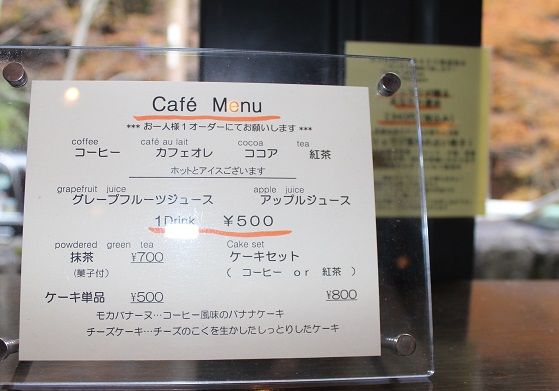 Café Menu
*** お一人様1オーダーにてお願いします ***
coffee café au lait cocoa tea
コーヒー カフェオレ ココア 紅茶
ホットとアイスございます
grapefruit juice apple juice
グレープフルーツジュース アップルジュース
1Drink ¥500
powdered green tea Cake set
抹茶 ¥700 ケーキセット
(菓子付) ( コーヒー or 紅茶 )
ケーキ単品 ¥500 ¥800
モカバナーヌ…コーヒー風味のバナナケーキ
チーズケーキ…チーズのこくを生かしたしっとりしたケーキ